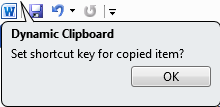 W
Dynamic Clipboard
Set shortcut key for copied item?
OK